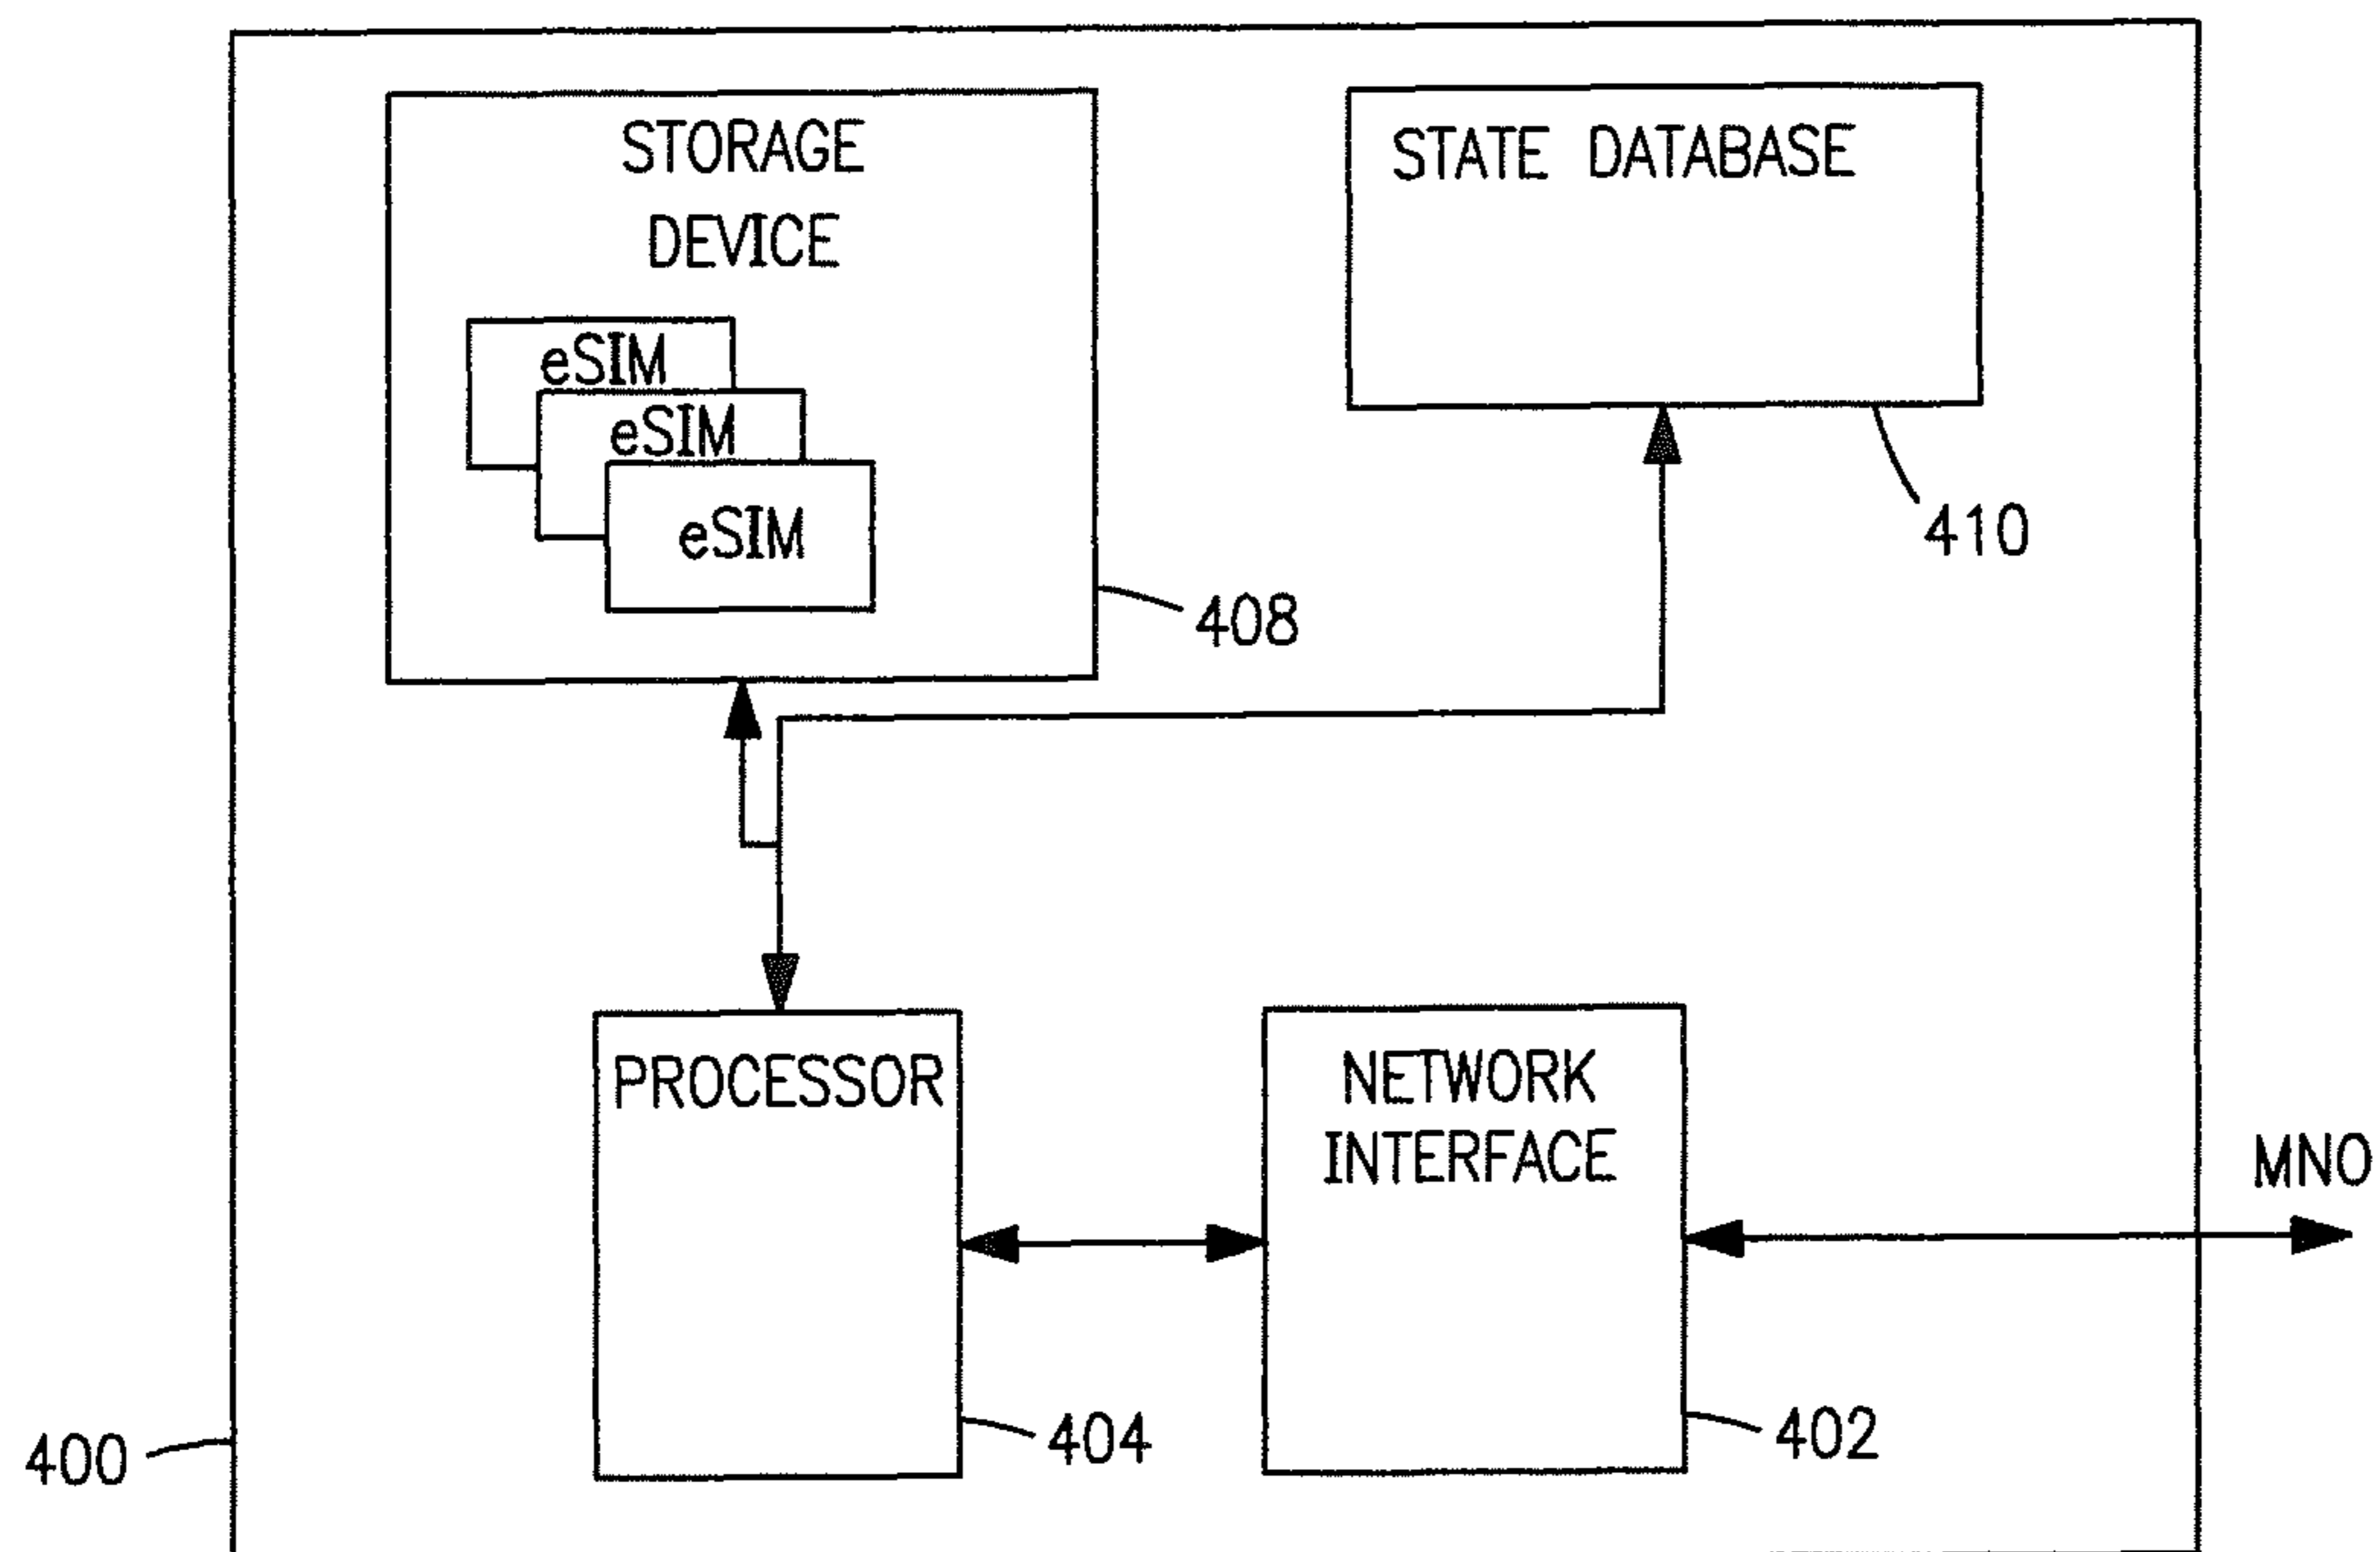 STORAGE
DEVICE
eSIM
eSIM
eSIM
408
STATE DATABASE
410
PROCESSOR
404
NETWORK
INTERFACE
402
MNO
400